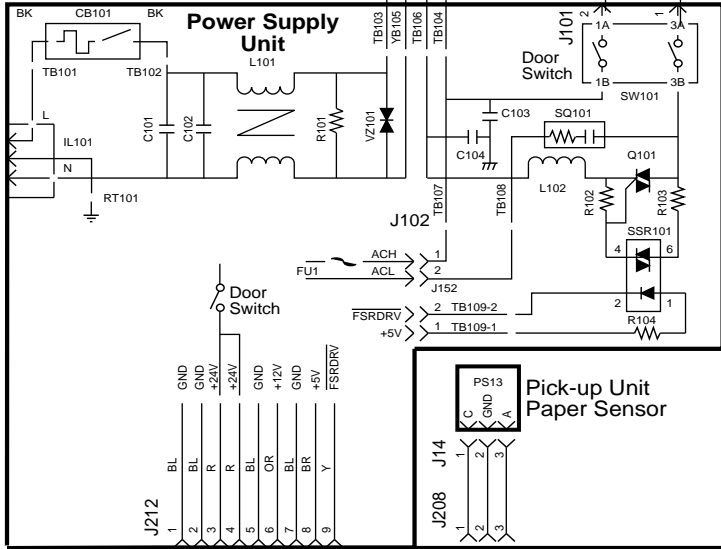 BK
CB101
BK
Power Supply
Unit
TB101
TB102
L101
TB103
YB105
TB106
TB104
J101
2
1A
1
3A
Door
Switch
1B
3B
SW101
C101
C102
R101
VZ101
C103
C104
SQ101
L
IL101
N
RT101
TB107
TB108
L102
Q101
R102
R103
J102
SSR101
4
6
2
1
ACH
1
FU1
ACL
2
J152
FSRDRV
2
TB109-2
+5V
1
TB109-1
R104
Door
Switch
GND
GND
+24V
+24V
GND
+12V
GND
+5V
FSRDRV
BL
BL
R
R
BL
OR
BL
BR
Y
J212
1
2
3
4
5
6
7
8
9
PS13
C
GND
A
Pick-up Unit
Paper Sensor
J14
1
2
3
J208
1
2
3